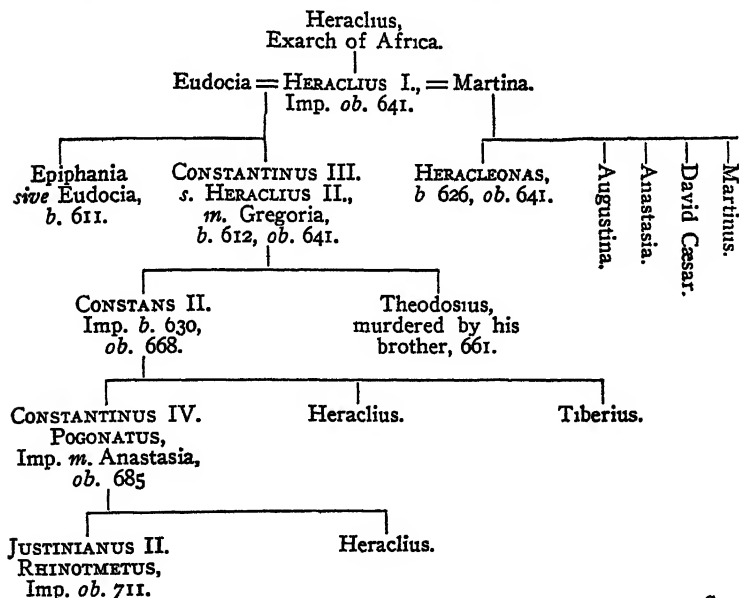 Heraclius,
Exarch of Africa.
Eudocia = HERACLIUS I., = Martina.
Imp. ob. 641.
Epiphania
sive Eudocia,
b. 611.
CONSTANTINUS III.
s. HERACLIUS II.,
m. Gregoria,
b. 612, ob. 641.
HERACLEONAS,
b 626, ob. 641.
—Augustina.
—Anastasia.
—David Cæsar.
—Martinus.
CONSTANS II.
Imp. b. 630,
ob. 668.
Theodosius,
murdered by his
brother, 661.
CONSTANTINUS IV.
POGONATUS,
Imp. m. Anastasia,
ob. 685
Heraclius.
Tiberius.
JUSTINIANUS II.
RHINOTMETUS,
Imp. ob. 711.
Heraclius.